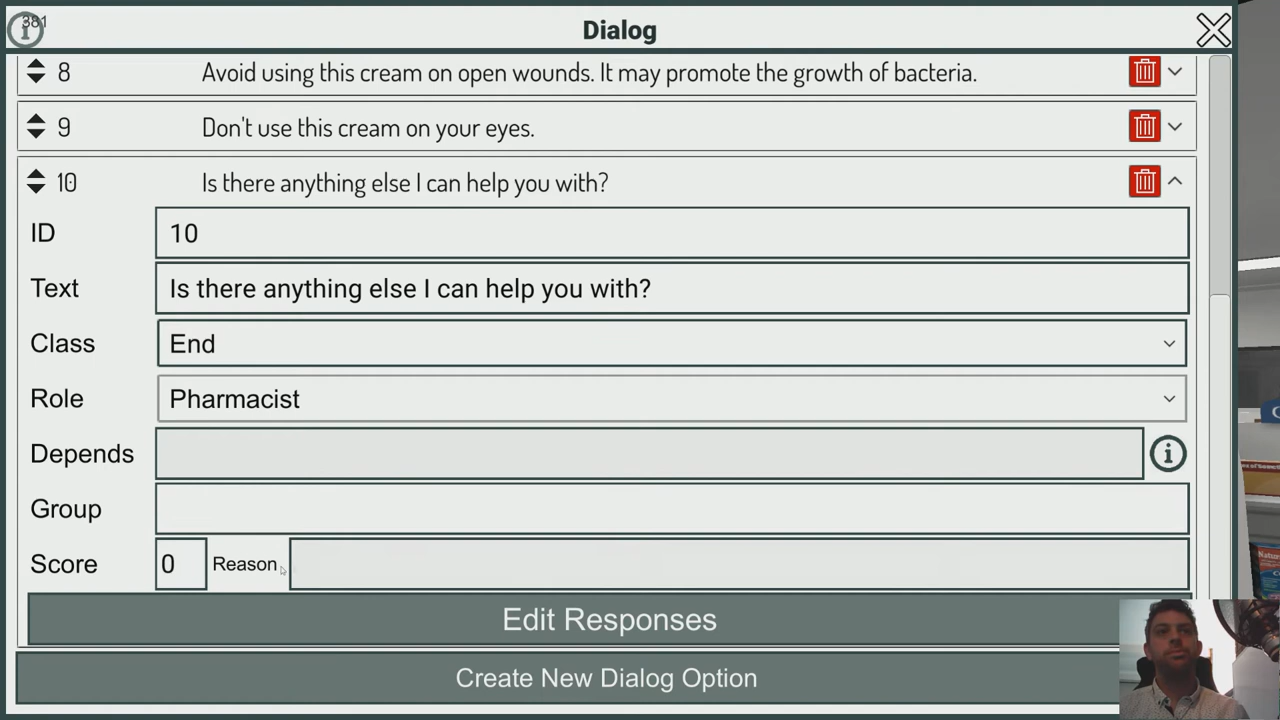 381
Dialog
8 Avoid using this cream on open wounds. It may promote the growth of bacteria.
9 Don't use this cream on your eyes.
10 Is there anything else I can help you with?
ID 10
Text Is there anything else I can help you with?
Class End
Role Pharmacist
Depends
Group
Score 0 Reason
Edit Responses
Create New Dialog Option